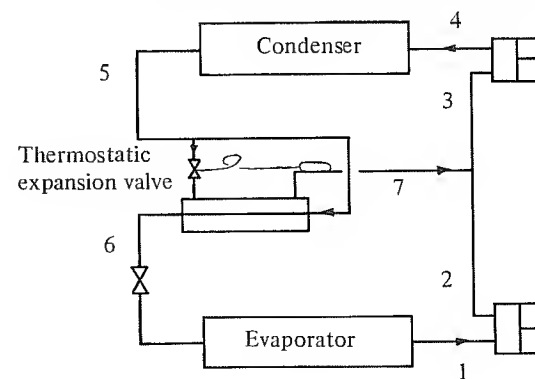 4
Condenser
5
3
Thermostatic
expansion valve
7
6
2
Evaporator
1